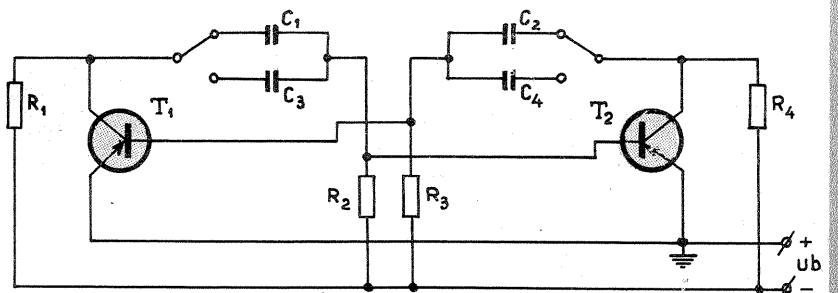 C₁
C₂
R₁
T₁
C₃
C₄
T₂
R₄
R₂
R₃
+
ub
−